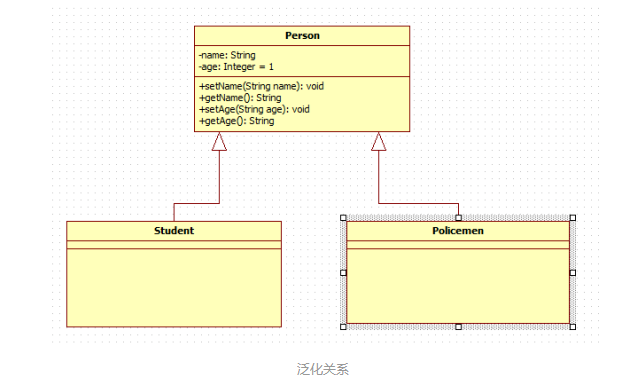 Person
-name: String
-age: Integer = 1
+setName(String name): void
+getName(): String
+setAge(String age): void
+getAge(): String
Student
Policemen
泛化关系